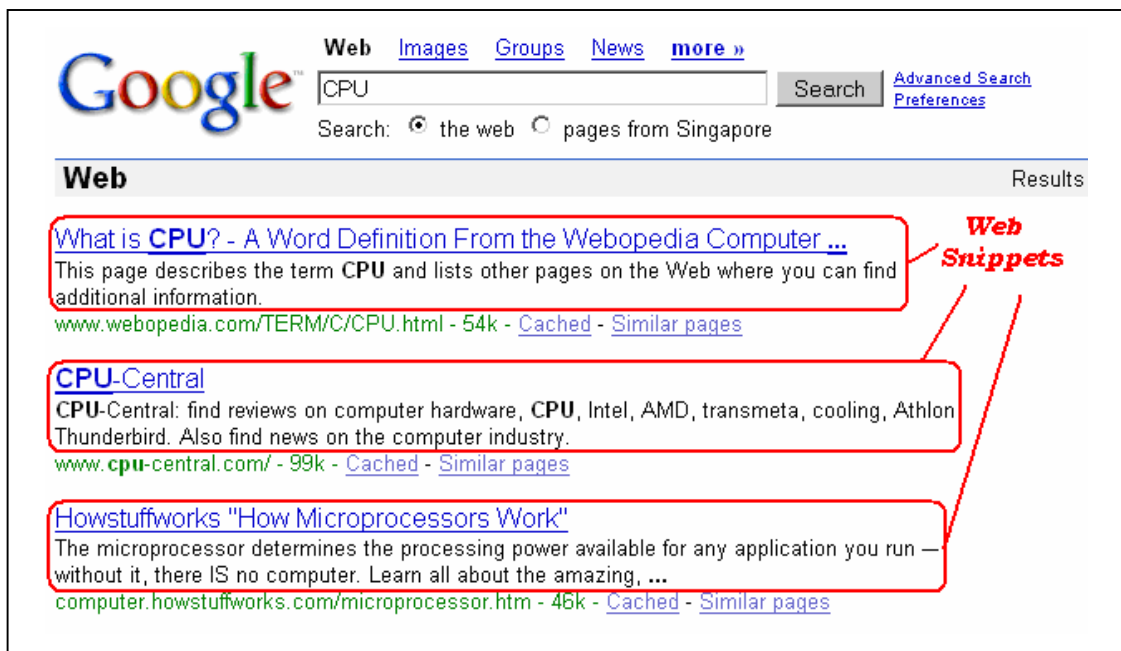 Web Images Groups News more »
Google™
CPU Search Advanced Search
Preferences
Search: the web pages from Singapore
Web Results
Web
Snippets
What is CPU? - A Word Definition From the Webopedia Computer ...
This page describes the term CPU and lists other pages on the Web where you can find
additional information.
www.webopedia.com/TERM/C/CPU.html - 54k - Cached - Similar pages
CPU-Central
CPU-Central: find reviews on computer hardware, CPU, Intel, AMD, transmeta, cooling, Athlon
Thunderbird. Also find news on the computer industry.
www.cpu-central.com/ - 99k - Cached - Similar pages
Howstuffworks "How Microprocessors Work"
The microprocessor determines the processing power available for any application you run —
without it, there IS no computer. Learn all about the amazing, ...
computer.howstuffworks.com/microprocessor.htm - 46k - Cached - Similar pages